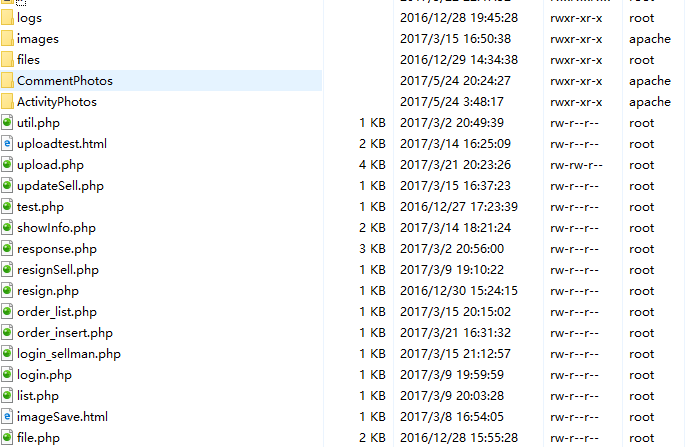 logs 2016/12/28 19:45:28 rwxr-xr-x root
images 2017/3/15 16:50:38 rwxr-xr-x apache
files 2016/12/29 14:34:38 rwxr-xr-x root
CommentPhotos 2017/5/24 20:24:27 rwxr-xr-x apache
ActivityPhotos 2017/5/24 3:48:17 rwxr-xr-x apache
util.php 1 KB 2017/3/2 20:49:39 rw-r--r-- root
uploadtest.html 2 KB 2017/3/14 16:25:09 rw-r--r-- root
upload.php 4 KB 2017/3/21 20:23:26 rw-rw-r-- root
updateSell.php 1 KB 2017/3/15 16:37:23 rw-r--r-- root
test.php 1 KB 2016/12/27 17:23:39 rw-r--r-- root
showInfo.php 2 KB 2017/3/14 18:21:24 rw-r--r-- root
response.php 3 KB 2017/3/2 20:56:00 rw-r--r-- root
resignSell.php 1 KB 2017/3/9 19:10:22 rw-r--r-- root
resign.php 1 KB 2016/12/30 15:24:15 rw-r--r-- root
order_list.php 1 KB 2017/3/15 20:15:02 rw-r--r-- root
order_insert.php 1 KB 2017/3/21 16:31:32 rw-r--r-- root
login_sellman.php 1 KB 2017/3/15 21:12:57 rw-r--r-- root
login.php 1 KB 2017/3/9 19:59:59 rw-r--r-- root
list.php 1 KB 2017/3/9 20:03:28 rw-r--r-- root
imageSave.html 1 KB 2017/3/8 16:54:05 rw-r--r-- root
file.php 2 KB 2016/12/28 15:55:28 rw-r--r-- root